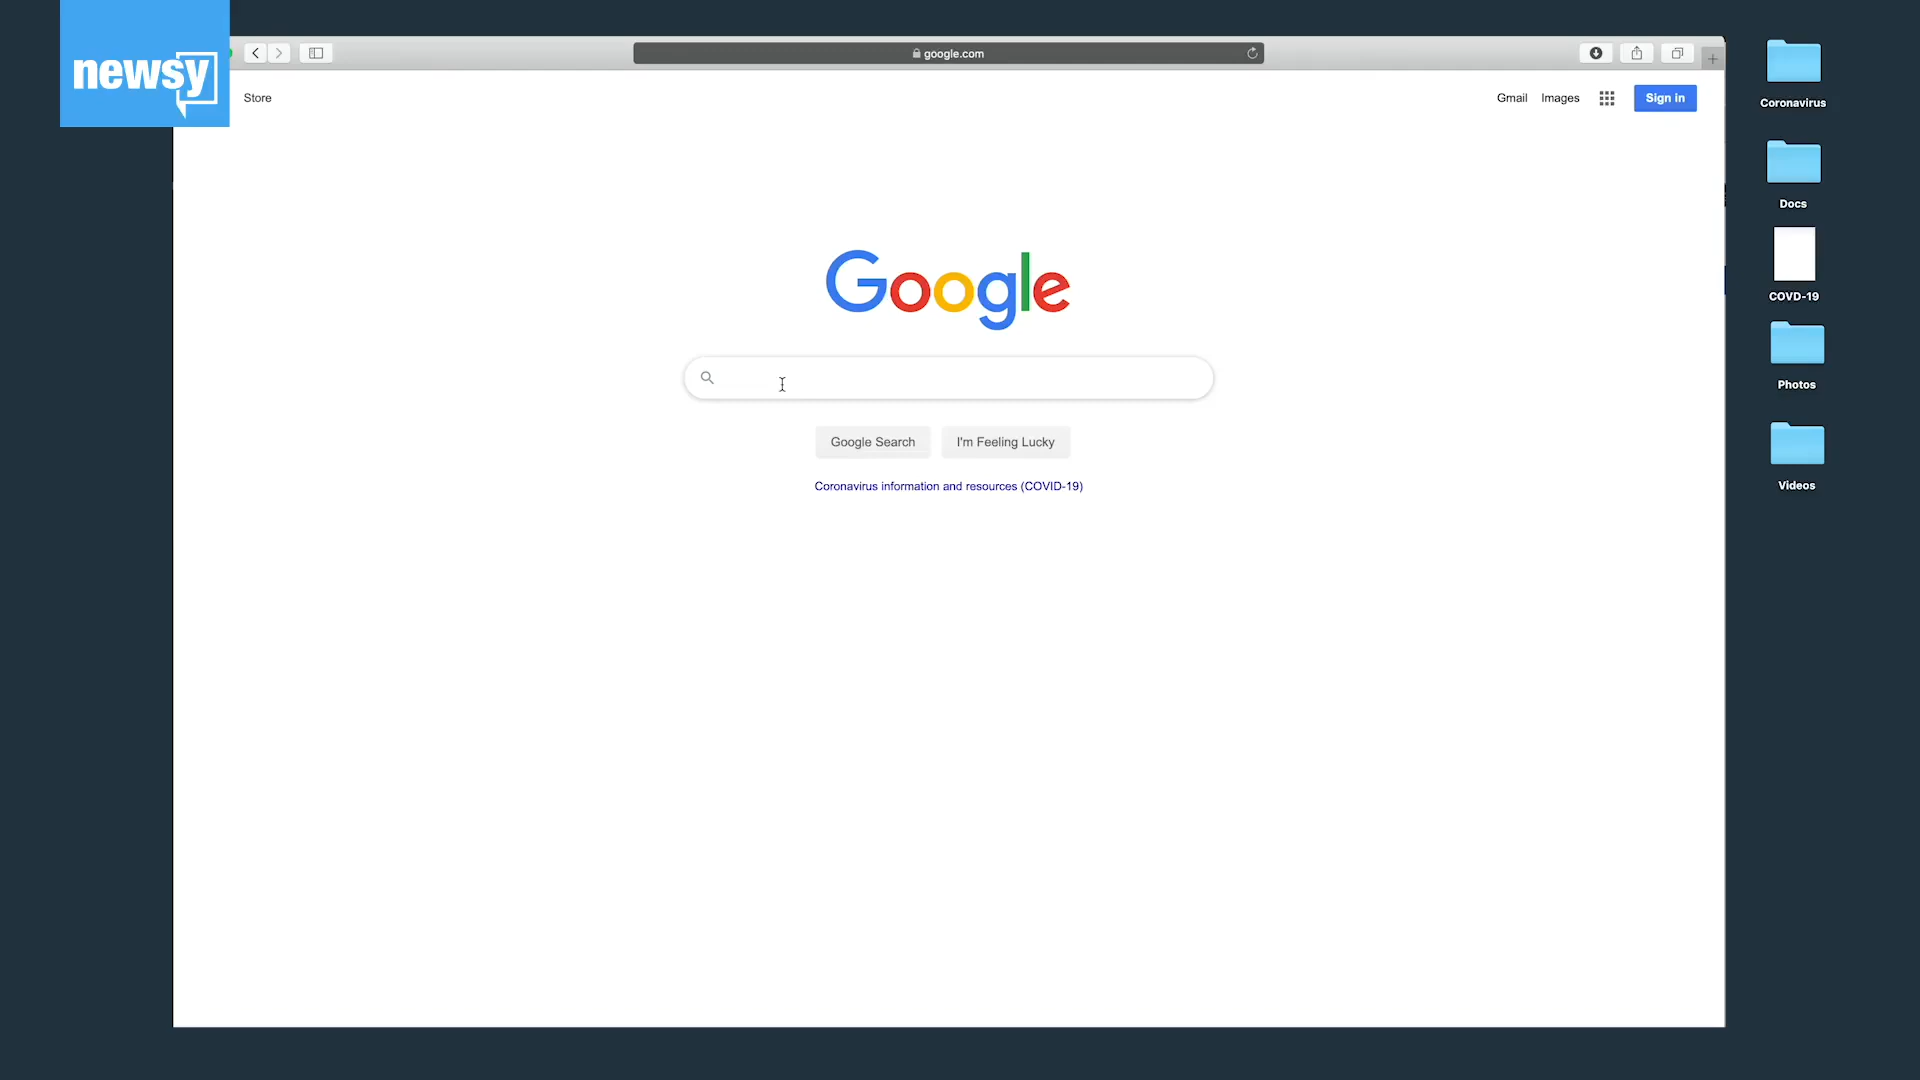 newsy
google.com
Store
Gmail Images Sign in
Google
Google Search I'm Feeling Lucky
Coronavirus information and resources (COVID-19)
Coronavirus
Docs
COVD-19
Photos
Videos